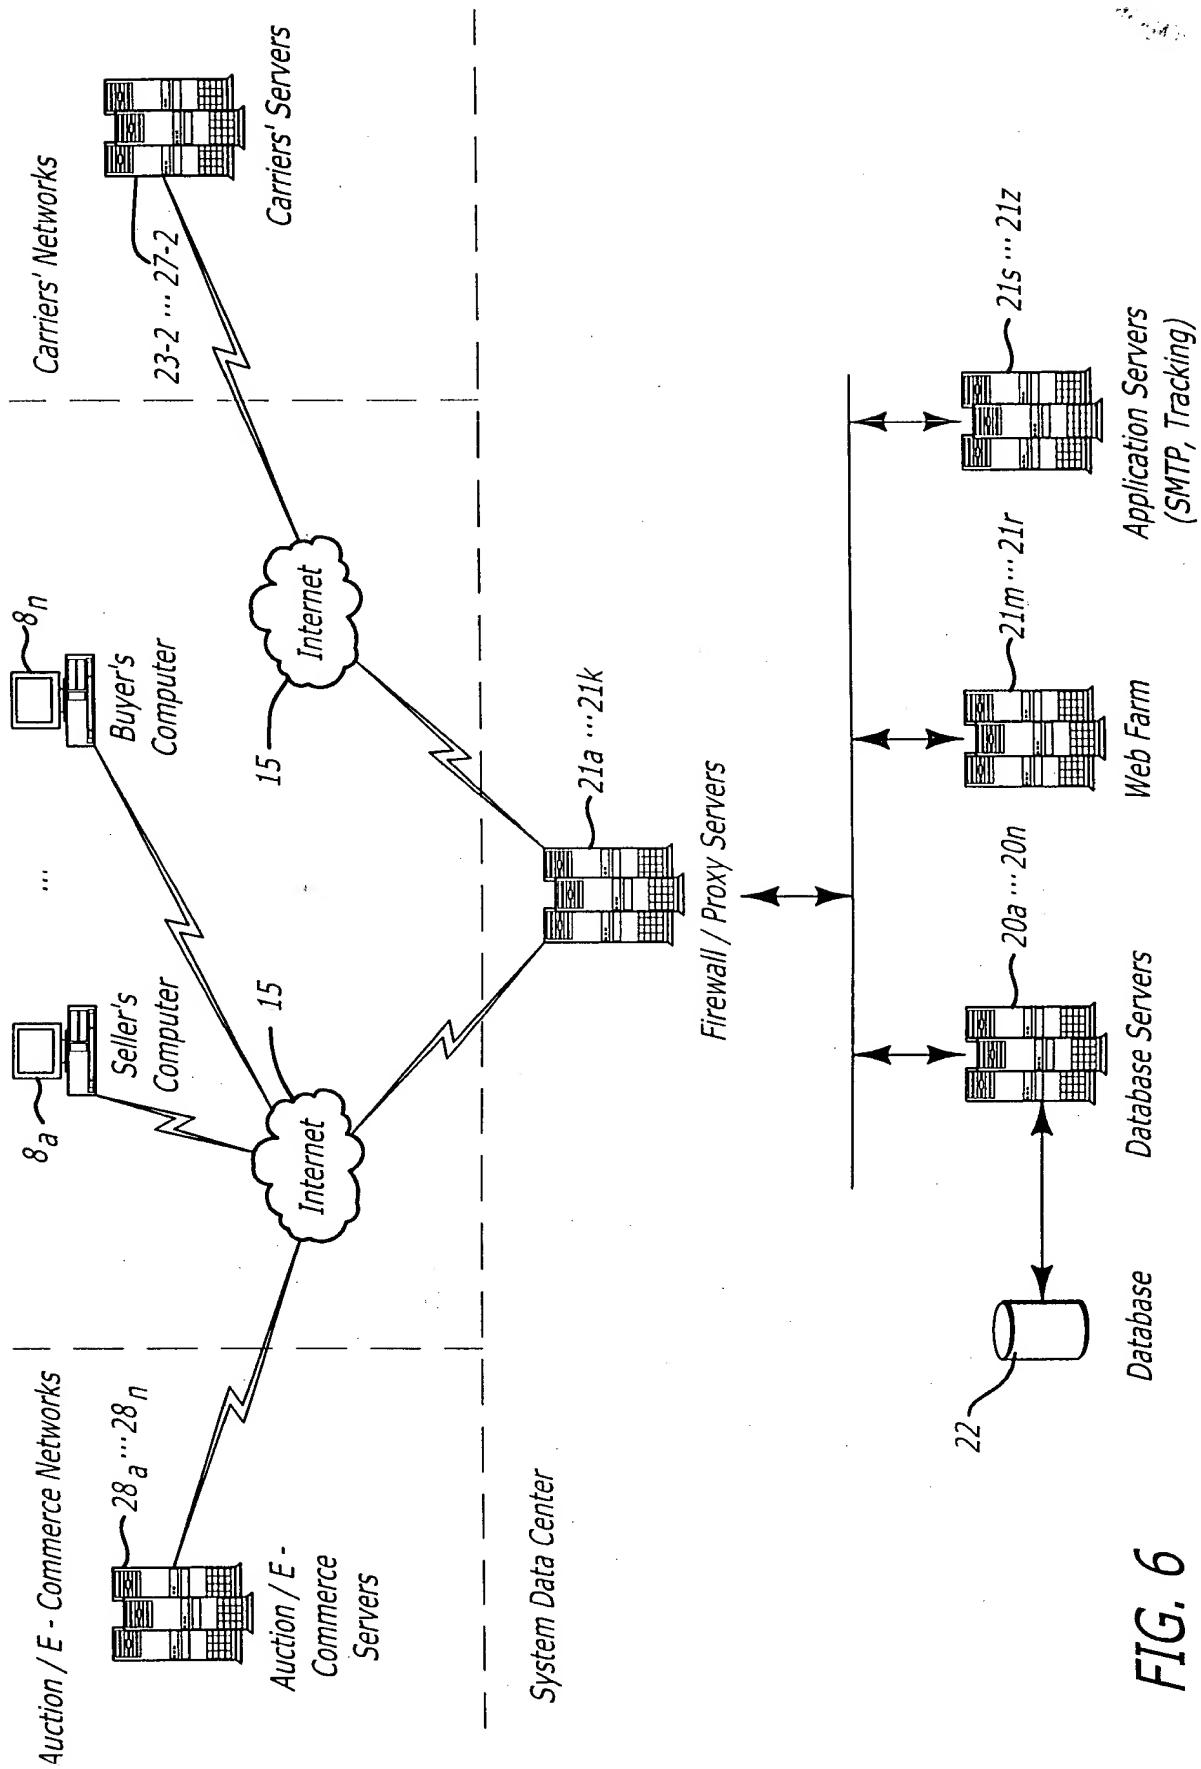 Auction / E - Commerce Networks
28a ... 28n
Auction / E -
Commerce
Servers
8a
Seller's
Computer
...
8n
Buyer's
Computer
Carriers' Networks
23-2 ... 27-2
Carriers' Servers
15
Internet
15
Internet
System Data Center
21a ... 21k
Firewall / Proxy Servers
22
Database
20a ... 20n
Database Servers
21m ... 21r
Web Farm
21s ... 21z
Application Servers
(SMTP, Tracking)
FIG. 6